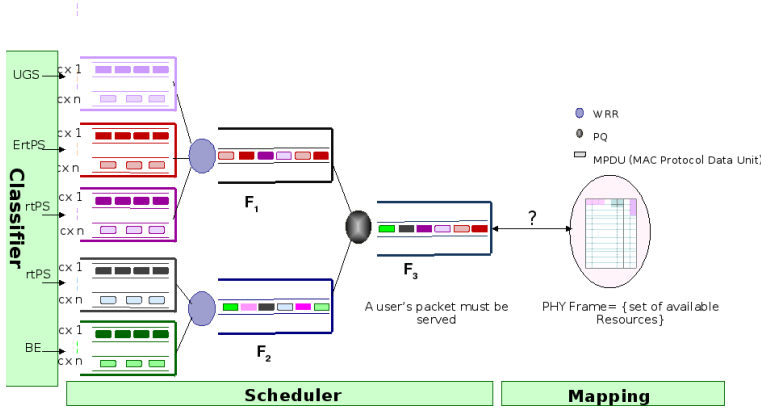 Classifier
UGS
cx 1
cx n
ErtPS
cx 1
cx n
rtPS
cx 1
cx n
rtPS
cx 1
cx n
BE
cx 1
cx n
F1
F2
F3
?
WRR
PQ
MPDU (MAC Protocol Data Unit)
A user's packet must be
served
PHY Frame= {set of available
Resources}
Scheduler
Mapping